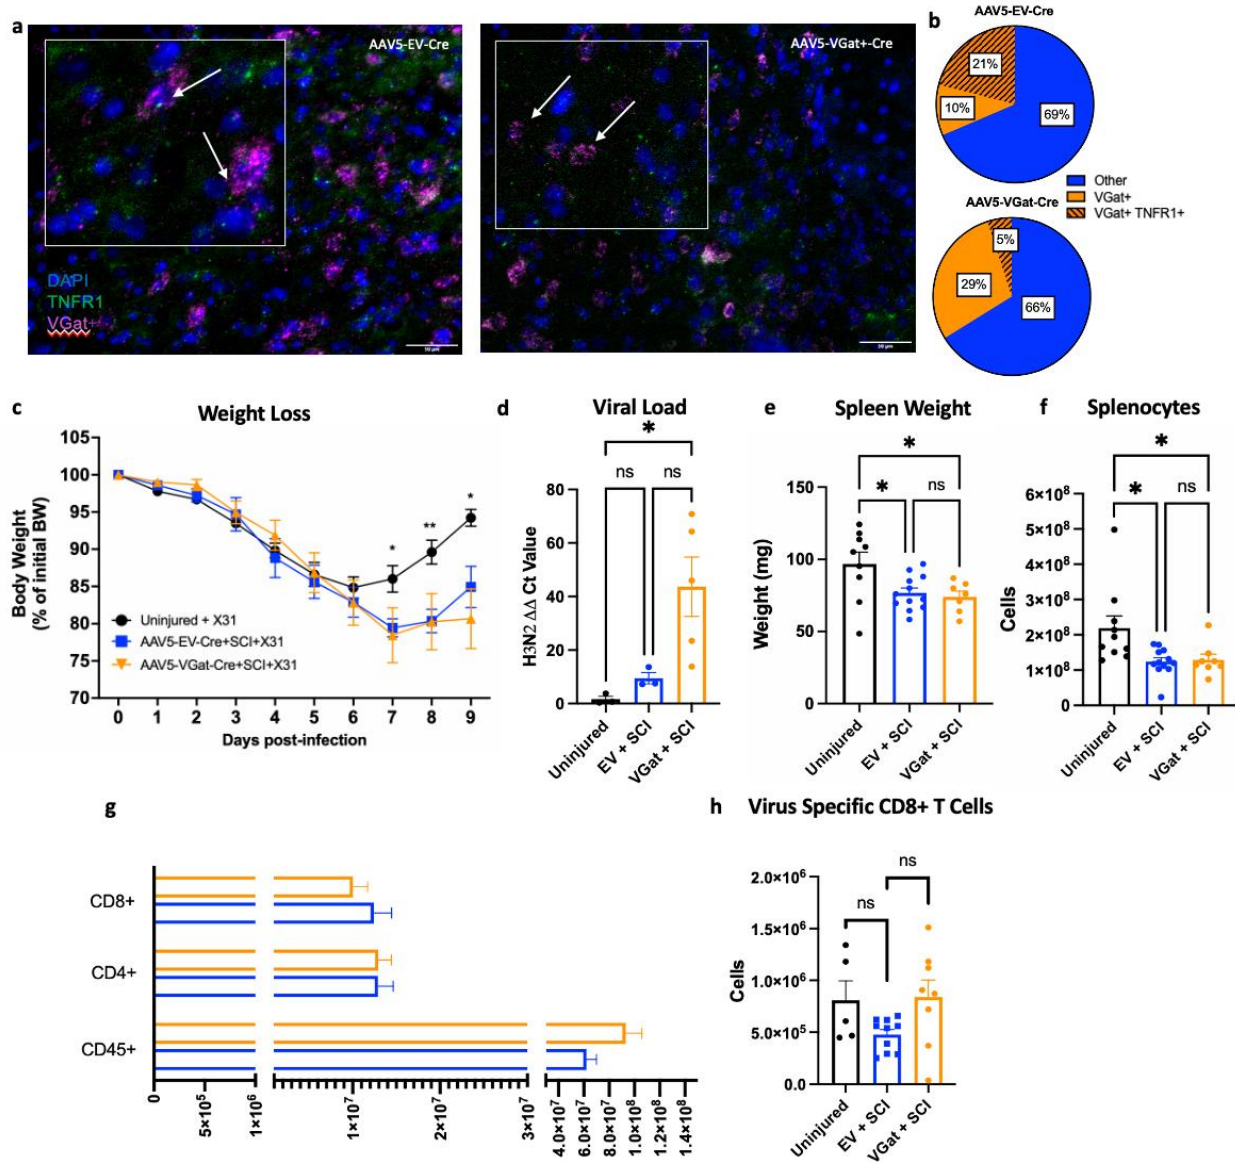 a
AAV5-EV-Cre
DAPI
TNFR1
VGat+
50 µm
AAV5-VGat+-Cre
50 µm
b
AAV5-EV-Cre
21%
10%
69%
Other
VGat+
VGat+ TNFR1+
AAV5-VGat-Cre
5%
29%
66%
c
Weight Loss
Body Weight
(% of initial BW)
105
100
95
90
85
80
75
70
* ** *
Uninjured + X31
AAV5-EV-Cre+SCI+X31
AAV5-VGat-Cre+SCI+X31
0 1 2 3 4 5 6 7 8 9
Days post-infection
d
Viral Load
*
ns ns
H3N2 ΔΔ Ct Value
80
60
40
20
0
Uninjured
EV + SCI
VGat + SCI
e
Spleen Weight
*
* ns
Weight (mg)
150
100
50
0
Uninjured
EV + SCI
VGat + SCI
f
Splenocytes
*
* ns
Cells
6×10⁸
5×10⁸
4×10⁸
3×10⁸
2×10⁸
1×10⁸
0
Uninjured
EV + SCI
VGat + SCI
g
CD8+
CD4+
CD45+
0
5×10⁵
1×10⁶
1×10⁷
2×10⁷
3×10⁷
4.0×10⁷
6.0×10⁷
8.0×10⁷
1.0×10⁸
1.2×10⁸
1.4×10⁸
h
Virus Specific CD8+ T Cells
ns
ns
Cells
2.0×10⁶
1.5×10⁶
1.0×10⁶
5.0×10⁵
0.0
Uninjured
EV + SCI
VGat + SCI